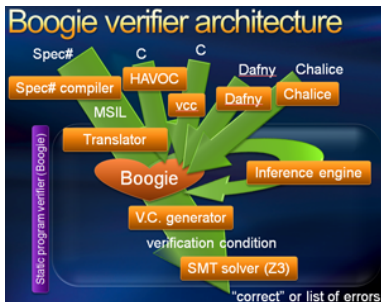 Boogie verifier architecture
Spec#
C
C
Dafny
Chalice
Spec# compiler
HAVOC
vcc
Dafny
Chalice
MSIL
Translator
Boogie
Inference engine
V.C. generator
verification condition
SMT solver (Z3)
"correct" or list of errors
Static program verifier (Boogie)